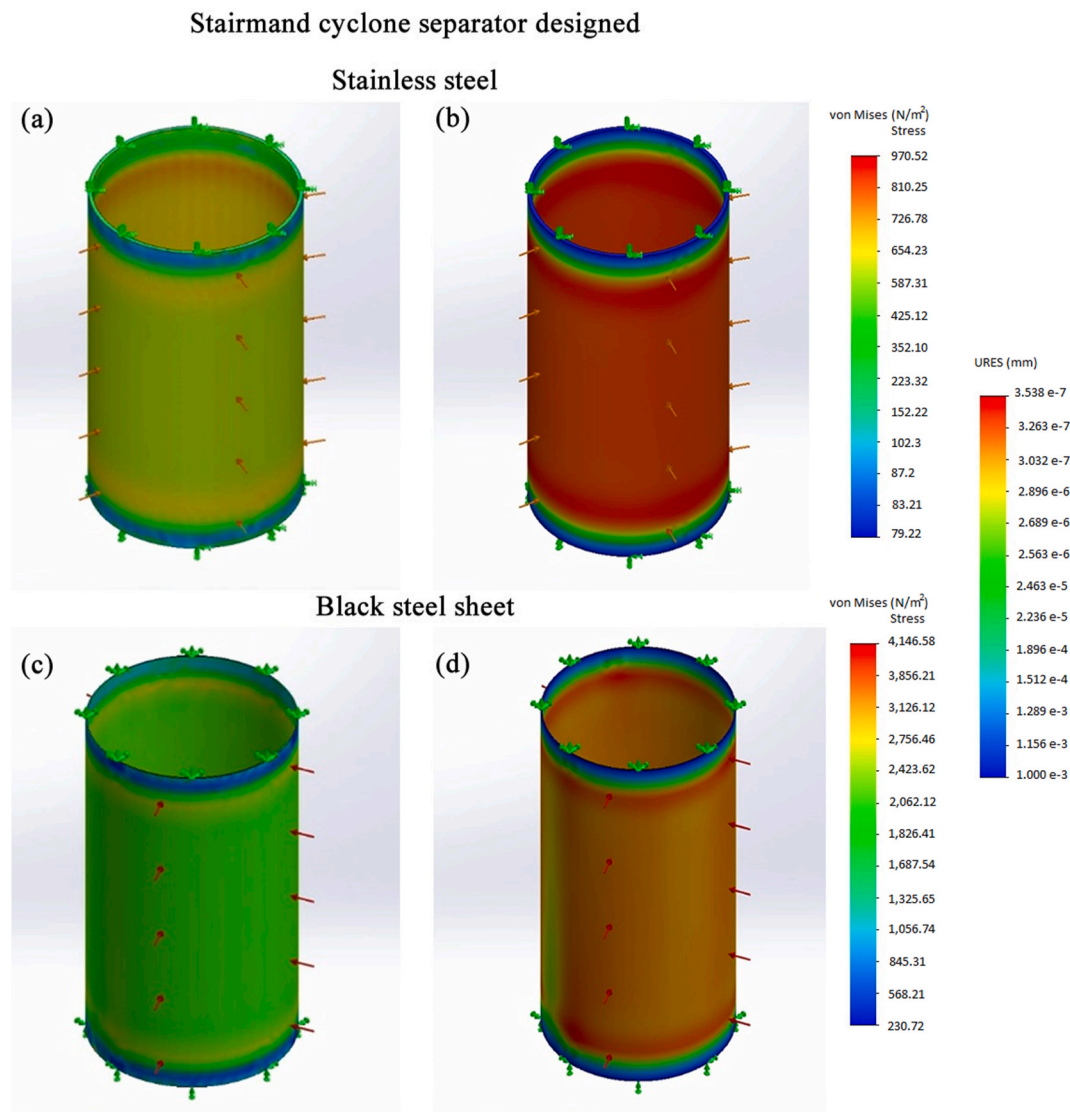 Stairmand cyclone separator designed
Stainless steel
(a)
(b)
von Mises (N/m²)
Stress
970.52
810.25
726.78
654.23
587.31
425.12
352.10
223.32
152.22
102.3
87.2
83.21
79.22
URES (mm)
3.538 e-7
3.263 e-7
3.032 e-7
2.896 e-6
2.689 e-6
2.563 e-6
2.463 e-5
2.236 e-5
1.896 e-4
1.512 e-4
1.289 e-3
1.156 e-3
1.000 e-3
Black steel sheet
(c)
(d)
von Mises (N/m²)
Stress
4,146.58
3,856.21
3,126.12
2,756.46
2,423.62
2,062.12
1,826.41
1,687.54
1,325.65
1,056.74
845.31
568.21
230.72